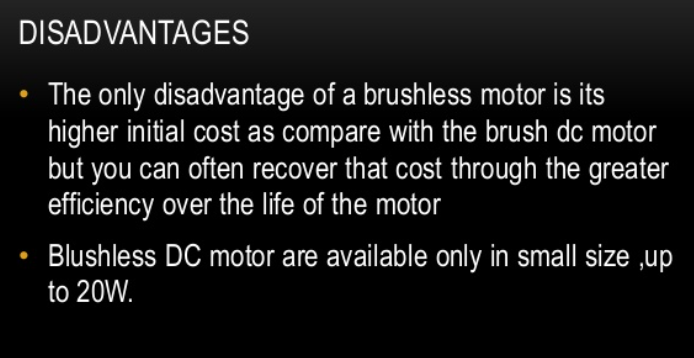 DISADVANTAGES
• The only disadvantage of a brushless motor is its
higher initial cost as compare with the brush dc motor
but you can often recover that cost through the greater
efficiency over the life of the motor
• Blushless DC motor are available only in small size ,up
to 20W.